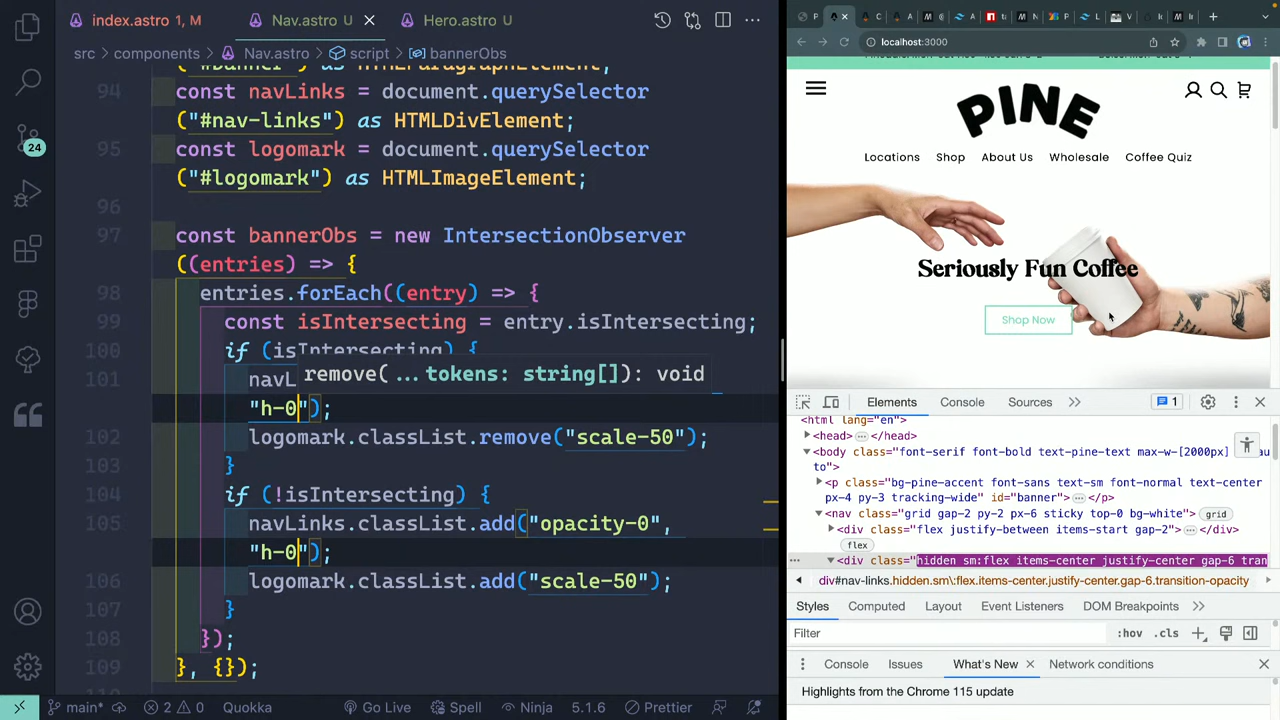 index.astro 1, M
Nav.astro U
Hero.astro U
src > components > Nav.astro > script > bannerObs
94
const navLinks = document.querySelector
("#nav-links") as HTMLDivElement;
95
const logomark = document.querySelector
("#logomark") as HTMLImageElement;
96
97
const bannerObs = new IntersectionObserver
((entries) => {
98
entries.forEach((entry) => {
99
const isIntersecting = entry.isIntersecting;
100
if (isIntersecting) {
101
navL
remove(...tokens: string[]): void
"h-0");
102
logomark.classList.remove("scale-50");
103
}
104
if (!isIntersecting) {
105
navLinks.classList.add("opacity-0",
"h-0");
106
logomark.classList.add("scale-50");
107
}
108
});
109
}, {});
24
main*
2
0
Quokka
Go Live
Spell
Ninja
5.1.6
Prettier
localhost:3000
PINE
Locations
Shop
About Us
Wholesale
Coffee Quiz
Seriously Fun Coffee
Shop Now
Elements
Console
Sources
1
<html lang="en">
<head>
</head>
<body class="font-serif font-bold text-pine-text max-w-[2000px]
to">
<p class="bg-pine-accent font-sans text-sm font-normal text-center
px-4 py-3 tracking-wide" id="banner">
</p>
<nav class="grid gap-2 py-2 px-6 sticky top-0 bg-white">
grid
<div class="flex justify-between items-start gap-2">
</div>
flex
<div class="hidden sm:flex items-center justify-center gap-6 tran
div#nav-links.hidden.sm\:flex.items-center.justify-center.gap-6.transition-opacity
Styles
Computed
Layout
Event Listeners
DOM Breakpoints
Filter
:hov
.cls
Console
Issues
What's New
Network conditions
Highlights from the Chrome 115 update